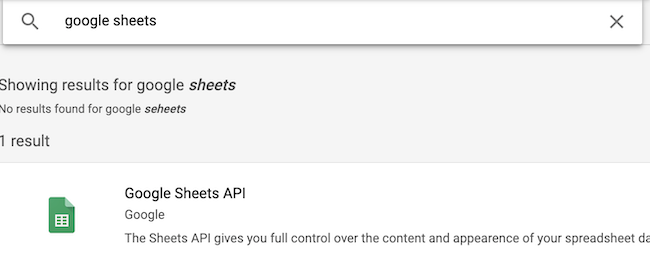 google sheets
Showing results for google sheets
No results found for google seheets
1 result
Google Sheets API
Google
The Sheets API gives you full control over the content and appearence of your spreadsheet da